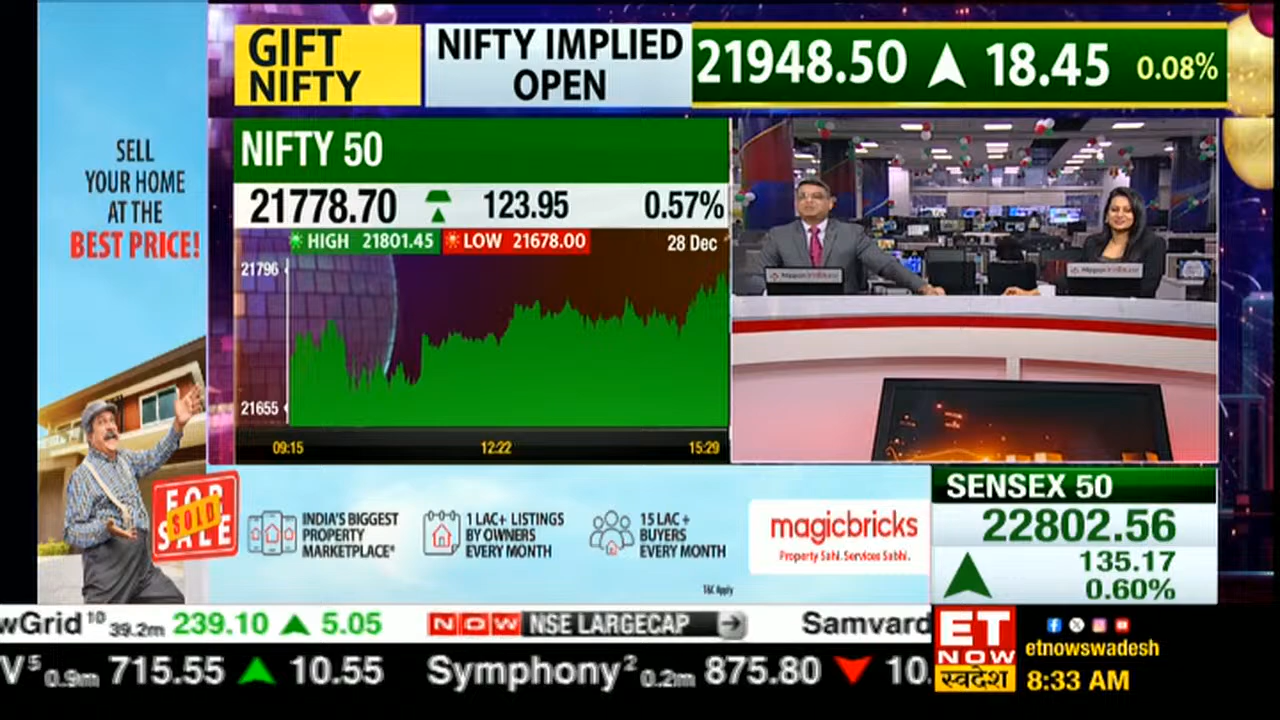 GIFT
NIFTY
NIFTY IMPLIED
OPEN
21948.50 ▲ 18.45 0.08%
SELL
YOUR HOME
AT THE
BEST PRICE!
NIFTY 50
21778.70 123.95 0.57%
HIGH 21801.45 LOW 21678.00 28 Dec
21796
21655
09:15 12:22 15:29
FOR
SOLD
SALE
INDIA'S BIGGEST
PROPERTY
MARKETPLACE*
1 LAC+ LISTINGS
BY OWNERS
EVERY MONTH
15 LAC +
BUYERS
EVERY MONTH
magicbricks
Property Sahi. Services Sabhi.
T&C Apply
SENSEX 50
22802.56
▲ 135.17
0.60%
wGrid 10 39.2m 239.10 ▲ 5.05 NOW NSE LARGECAP Samvard
V 5 0.9m 715.55 ▲ 10.55 Symphony 2 0.2m 875.80 ▼ 10.
ET
NOW
स्वदेश
etnowswadesh
8:33 AM